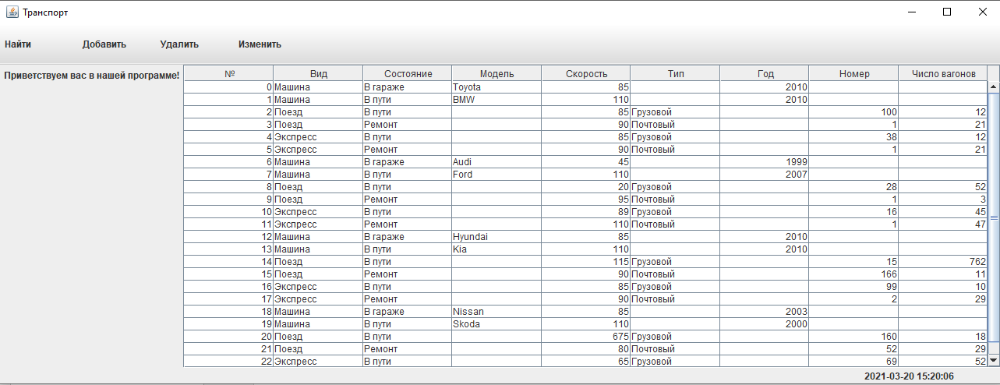 Транспорт
Найти Добавить Удалить Изменить
Приветствуем вас в нашей программе!
№ Вид Состояние Модель Скорость Тип Год Номер Число вагонов
0 Машина В гараже Toyota 85 2010
1 Машина В пути BMW 110 2010
2 Поезд В пути 85 Грузовой 100 12
3 Поезд Ремонт 90 Почтовый 1 21
4 Экспресс В пути 85 Грузовой 38 12
5 Экспресс Ремонт 90 Почтовый 1 21
6 Машина В гараже Audi 45 1999
7 Машина В пути Ford 110 2007
8 Поезд В пути 20 Грузовой 28 52
9 Поезд Ремонт 95 Почтовый 1 3
10 Экспресс В пути 89 Грузовой 16 45
11 Экспресс Ремонт 110 Почтовый 1 47
12 Машина В гараже Hyundai 85 2010
13 Машина В пути Kia 110 2010
14 Поезд В пути 115 Грузовой 15 762
15 Поезд Ремонт 90 Почтовый 166 11
16 Экспресс В пути 85 Грузовой 99 10
17 Экспресс Ремонт 90 Почтовый 2 29
18 Машина В гараже Nissan 85 2003
19 Машина В пути Skoda 110 2000
20 Поезд В пути 675 Грузовой 160 18
21 Поезд Ремонт 80 Почтовый 52 29
22 Экспресс В пути 65 Грузовой 69 52
2021-03-20 15:20:06